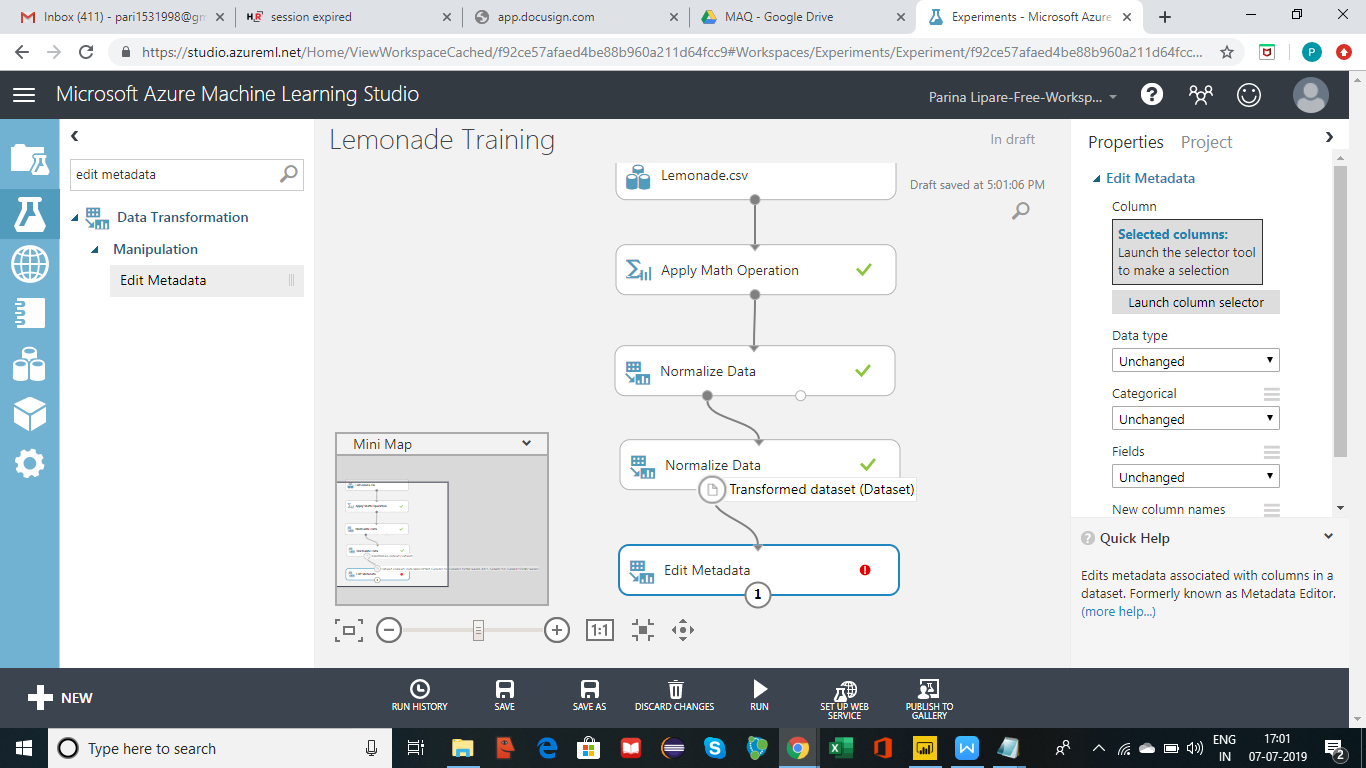 Inbox (411) - pari1531998@gm
session expired
app.docusign.com
MAQ - Google Drive
Experiments - Microsoft Azure
https://studio.azureml.net/Home/ViewWorkspaceCached/f92ce57afaed4be88b960a211d64fcc9#Workspaces/Experiments/Experiment/f92ce57afaed4be88b960a211d64fcc...
P
Microsoft Azure Machine Learning Studio
Parina Lipare-Free-Worksp...
edit metadata
Data Transformation
Manipulation
Edit Metadata
Lemonade Training
In draft
Draft saved at 5:01:06 PM
Lemonade.csv
Apply Math Operation
Normalize Data
Normalize Data
Transformed dataset (Dataset)
Edit Metadata
1
Mini Map
1:1
Properties
Project
Edit Metadata
Column
Selected columns:
Launch the selector tool
to make a selection
Launch column selector
Data type
Unchanged
Categorical
Unchanged
Fields
Unchanged
New column names
Quick Help
Edits metadata associated with columns in a
dataset. Formerly known as Metadata Editor.
(more help...)
NEW
RUN HISTORY
SAVE
SAVE AS
DISCARD CHANGES
RUN
SET UP WEB
SERVICE
PUBLISH TO
GALLERY
Type here to search
ENG
IN
17:01
07-07-2019
2